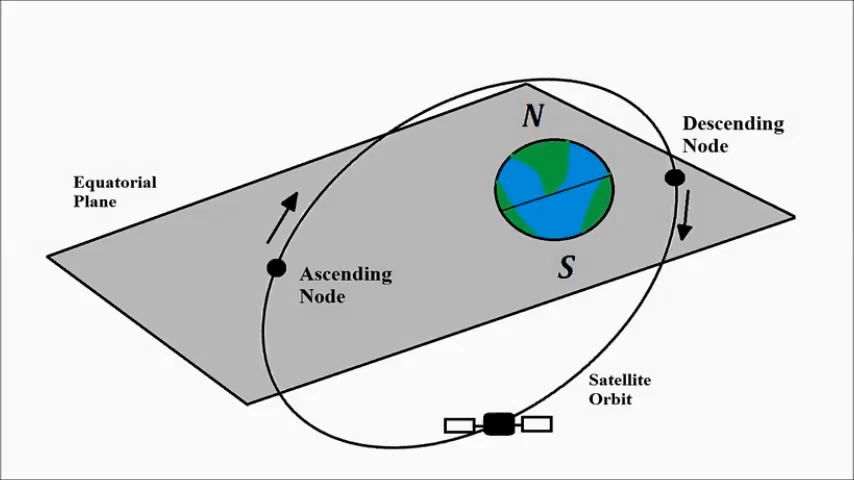 N
Descending
Node
Equatorial
Plane
S
Ascending
Node
Satellite
Orbit